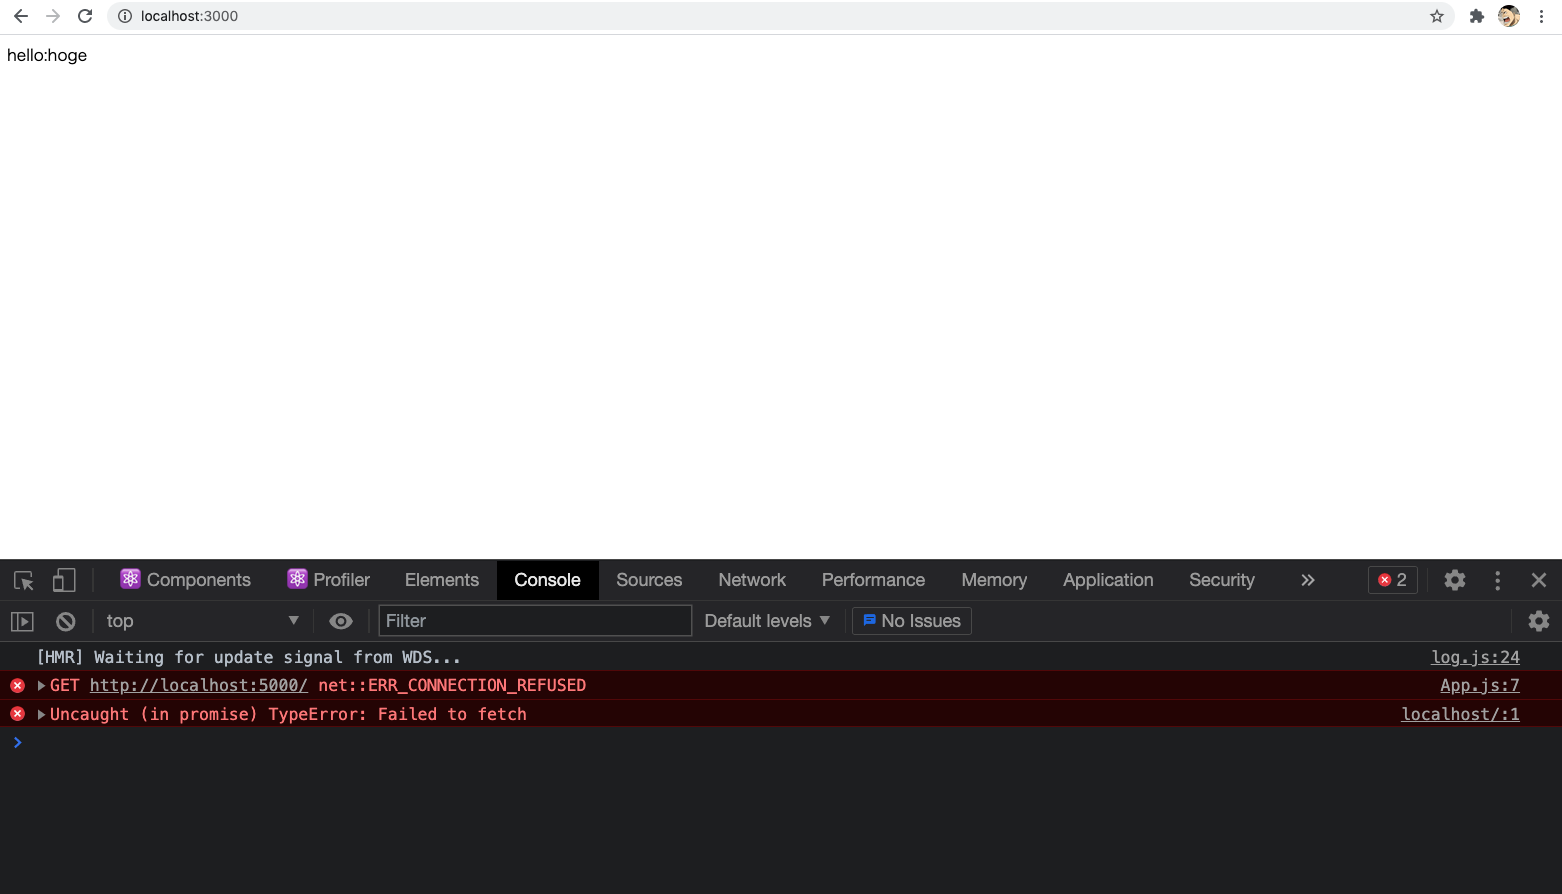 localhost:3000
hello:hoge
Components Profiler Elements Console Sources Network Performance Memory Application Security » 2
top Filter Default levels No Issues
[HMR] Waiting for update signal from WDS... log.js:24
GET http://localhost:5000/ net::ERR_CONNECTION_REFUSED App.js:7
Uncaught (in promise) TypeError: Failed to fetch localhost/:1